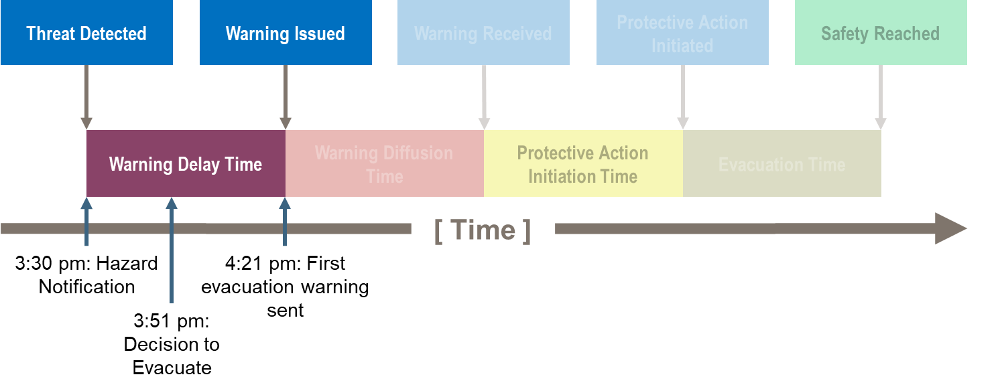 Threat Detected
Warning Issued
Warning Received
Protective Action
Initiated
Safety Reached
Warning Delay Time
Warning Diffusion
Time
Protective Action
Initiation Time
Evacuation Time
[ Time ]
3:30 pm: Hazard
Notification
4:21 pm: First
evacuation warning
sent
3:51 pm:
Decision to
Evacuate